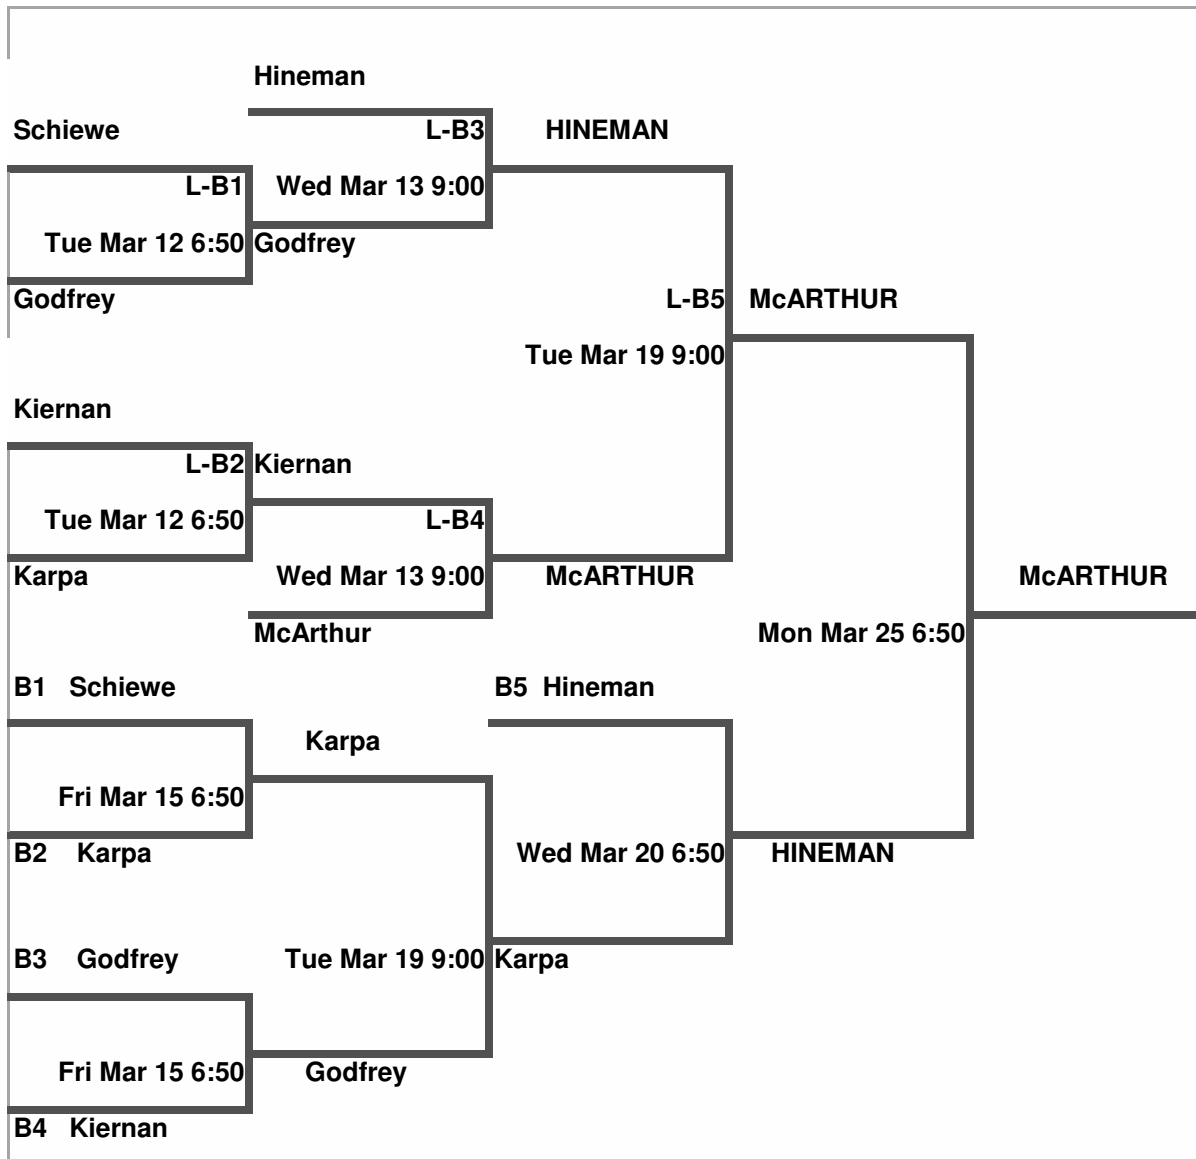 Hineman
Schiewe
L-B3
HINEMAN
L-B1
Wed Mar 13 9:00
Tue Mar 12 6:50
Godfrey
Godfrey
L-B5
McARTHUR
Tue Mar 19 9:00
Kiernan
L-B2
Kiernan
Tue Mar 12 6:50
L-B4
Karpa
Wed Mar 13 9:00
McARTHUR
McARTHUR
McArthur
Mon Mar 25 6:50
B1 Schiewe
B5 Hineman
Karpa
Fri Mar 15 6:50
B2 Karpa
Wed Mar 20 6:50
HINEMAN
B3 Godfrey
Tue Mar 19 9:00
Karpa
Fri Mar 15 6:50
Godfrey
B4 Kiernan